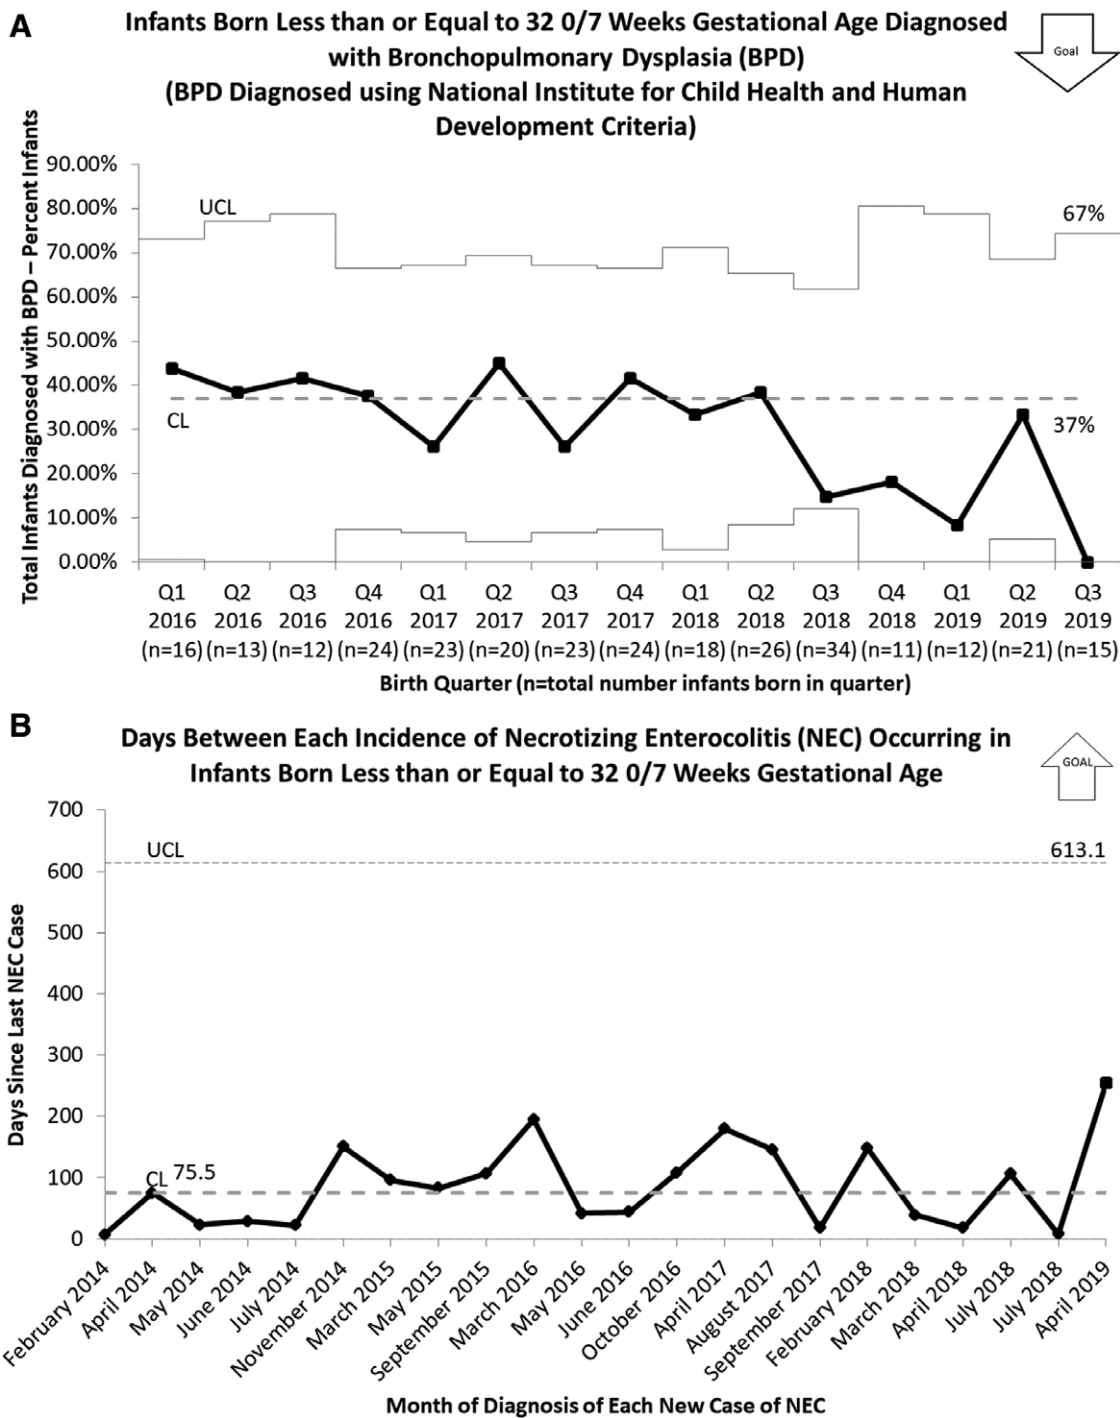 A
Infants Born Less than or Equal to 32 0/7 Weeks Gestational Age Diagnosed
with Bronchopulmonary Dysplasia (BPD)
(BPD Diagnosed using National Institute for Child Health and Human
Development Criteria)
Goal
Total Infants Diagnosed with BPD – Percent Infants
90.00%
80.00%
70.00%
60.00%
50.00%
40.00%
30.00%
20.00%
10.00%
0.00%
UCL
67%
CL
37%
Q1 Q2 Q3 Q4 Q1 Q2 Q3 Q4 Q1 Q2 Q3 Q4 Q1 Q2 Q3
2016 2016 2016 2016 2017 2017 2017 2017 2018 2018 2018 2018 2019 2019 2019
(n=16) (n=13) (n=12) (n=24) (n=23) (n=20) (n=23) (n=24) (n=18) (n=26) (n=34) (n=11) (n=12) (n=21) (n=15)
Birth Quarter (n=total number infants born in quarter)
B
Days Between Each Incidence of Necrotizing Enterocolitis (NEC) Occurring in
Infants Born Less than or Equal to 32 0/7 Weeks Gestational Age
GOAL
Days Since Last NEC Case
700
600
500
400
300
200
100
0
UCL
613.1
CL 75.5
February 2014
April 2014
May 2014
June 2014
July 2014
November 2014
March 2015
May 2015
September 2015
March 2016
May 2016
June 2016
October 2016
April 2017
August 2017
September 2017
February 2018
March 2018
April 2018
July 2018
July 2018
April 2019
Month of Diagnosis of Each New Case of NEC